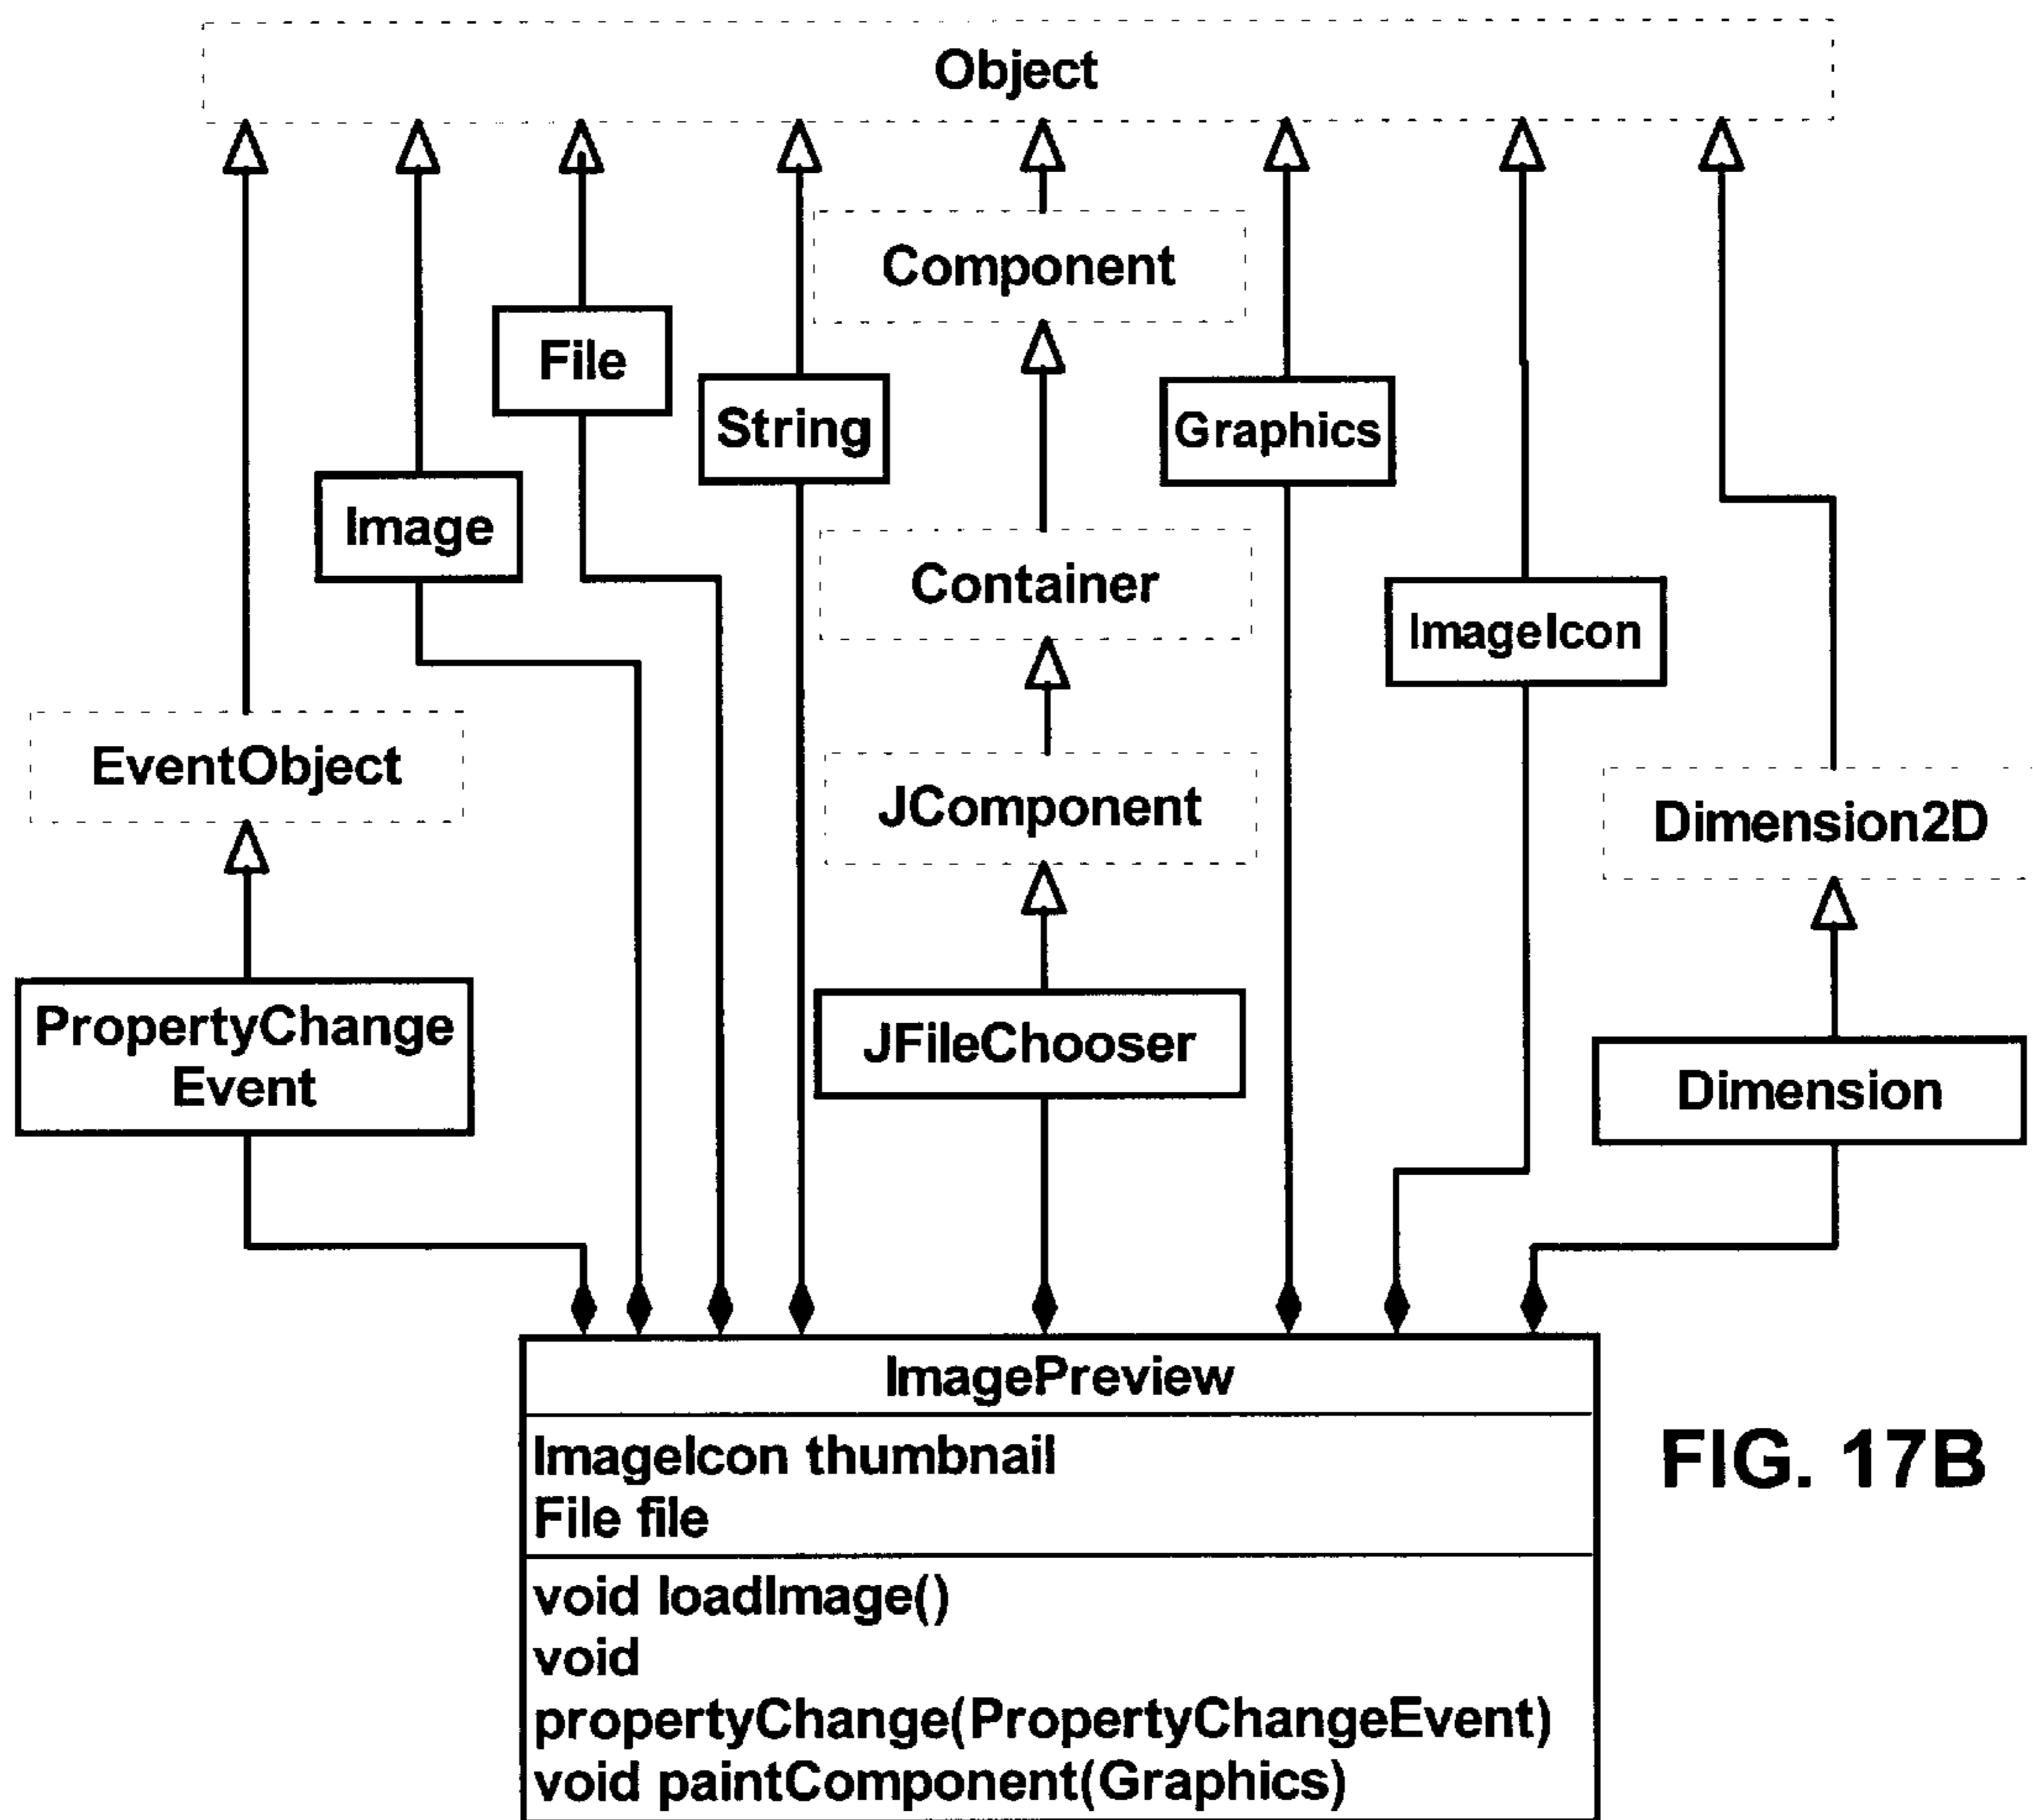 Object
Component
File
String
Graphics
Image
Container
ImageIcon
EventObject
JComponent
Dimension2D
PropertyChange
Event
JFileChooser
Dimension
ImagePreview
ImageIcon thumbnail
File file
void loadImage()
void
propertyChange(PropertyChangeEvent)
void paintComponent(Graphics)
FIG. 17B